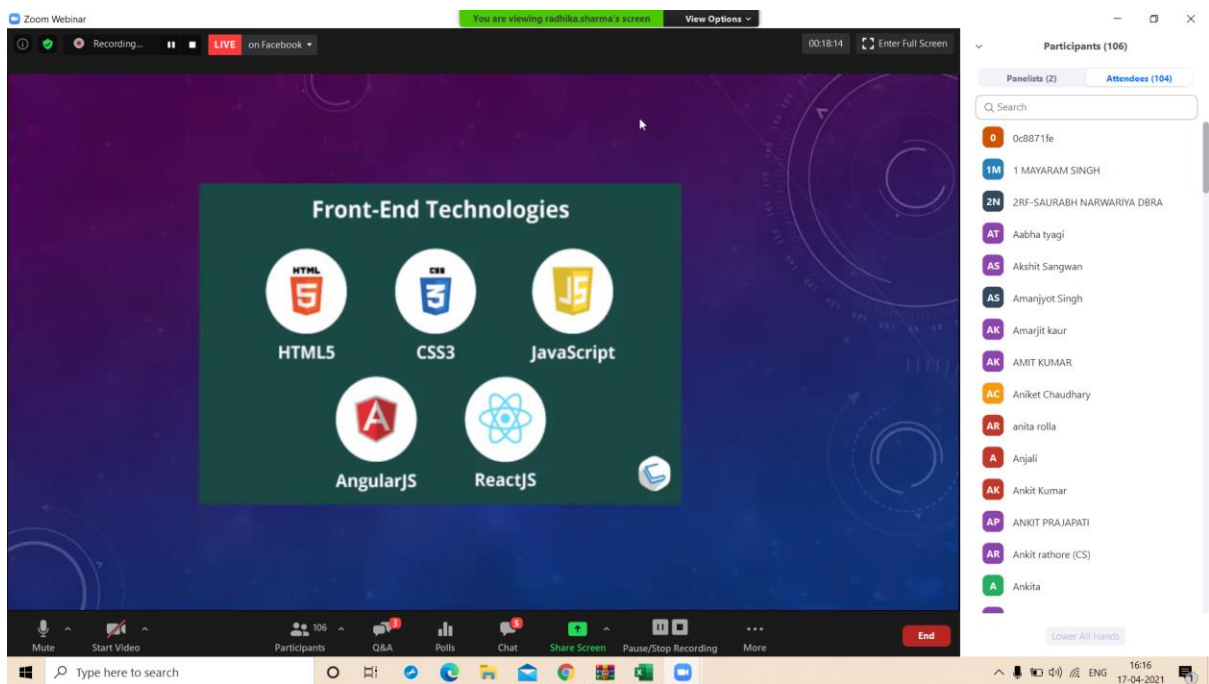 Zoom Webinar
You are viewing radhika.sharma's screen View Options
Recording... LIVE on Facebook 00:18:14 Enter Full Screen
Front-End Technologies
HTML 5 CSS 3 JS
HTML5 CSS3 JavaScript
A
AngularJS ReactJS
Participants (106)
Panelists (2) Attendees (104)
Search
0 0c8871fe
1M 1 MAYARAM SINGH
2N 2RF-SAURABH NARWARIYA DBRA
AT Aabha tyagi
AS Akshit Sangwan
AS Amanjyot Singh
AK Amarjit kaur
AK AMIT KUMAR
AC Aniket Chaudhary
AR anita rolla
A Anjali
AK Ankit Kumar
AP ANKIT PRAJAPATI
AR Ankit rathore (CS)
A Ankita
Lower All Hands
106 3 5
Mute Start Video Participants Q&A Polls Chat Share Screen Pause/Stop Recording More End
Type here to search ENG 16:16
17-04-2021